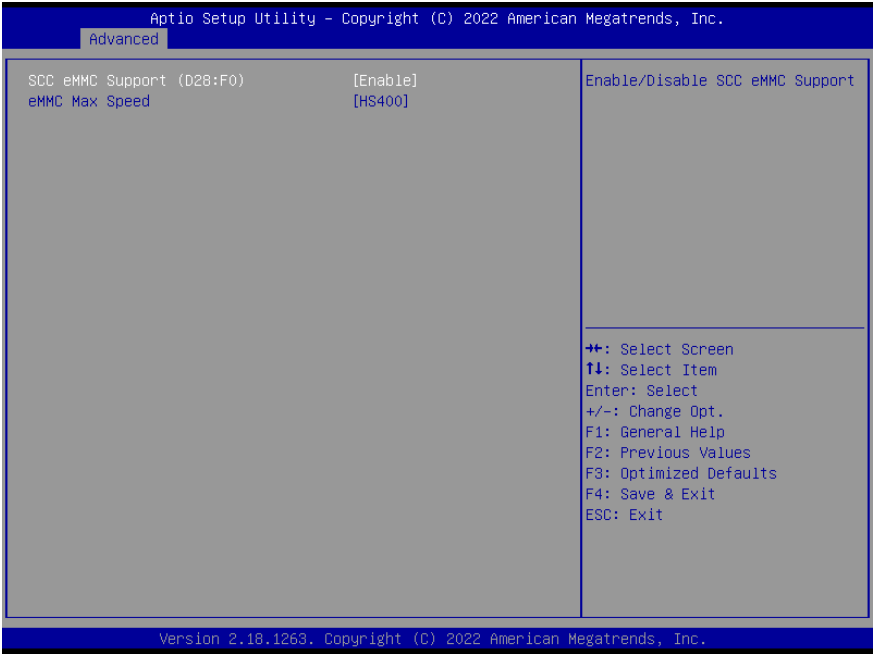 Aptio Setup Utility – Copyright (C) 2022 American Megatrends, Inc.
Advanced
SCC eMMC Support (D28:F0) [Enable]
eMMC Max Speed [HS400]
Enable/Disable SCC eMMC Support
→←: Select Screen
↑↓: Select Item
Enter: Select
+/-: Change Opt.
F1: General Help
F2: Previous Values
F3: Optimized Defaults
F4: Save & Exit
ESC: Exit
Version 2.18.1263. Copyright (C) 2022 American Megatrends, Inc.